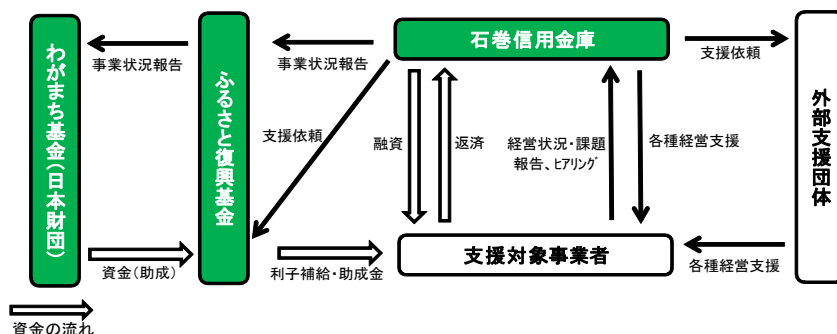 わがまち基金(日本財団)
事業状況報告
ふるさと復興基金
事業状況報告
石巻信用金庫
支援依頼
外部支援団体
支援依頼
融資
返済
経営状況・課題
報告、ﾋｱﾘﾝｸﾞ
各種経営支援
資金(助成)
利子補給・助成金
支援対象事業者
各種経営支援
資金の流れ